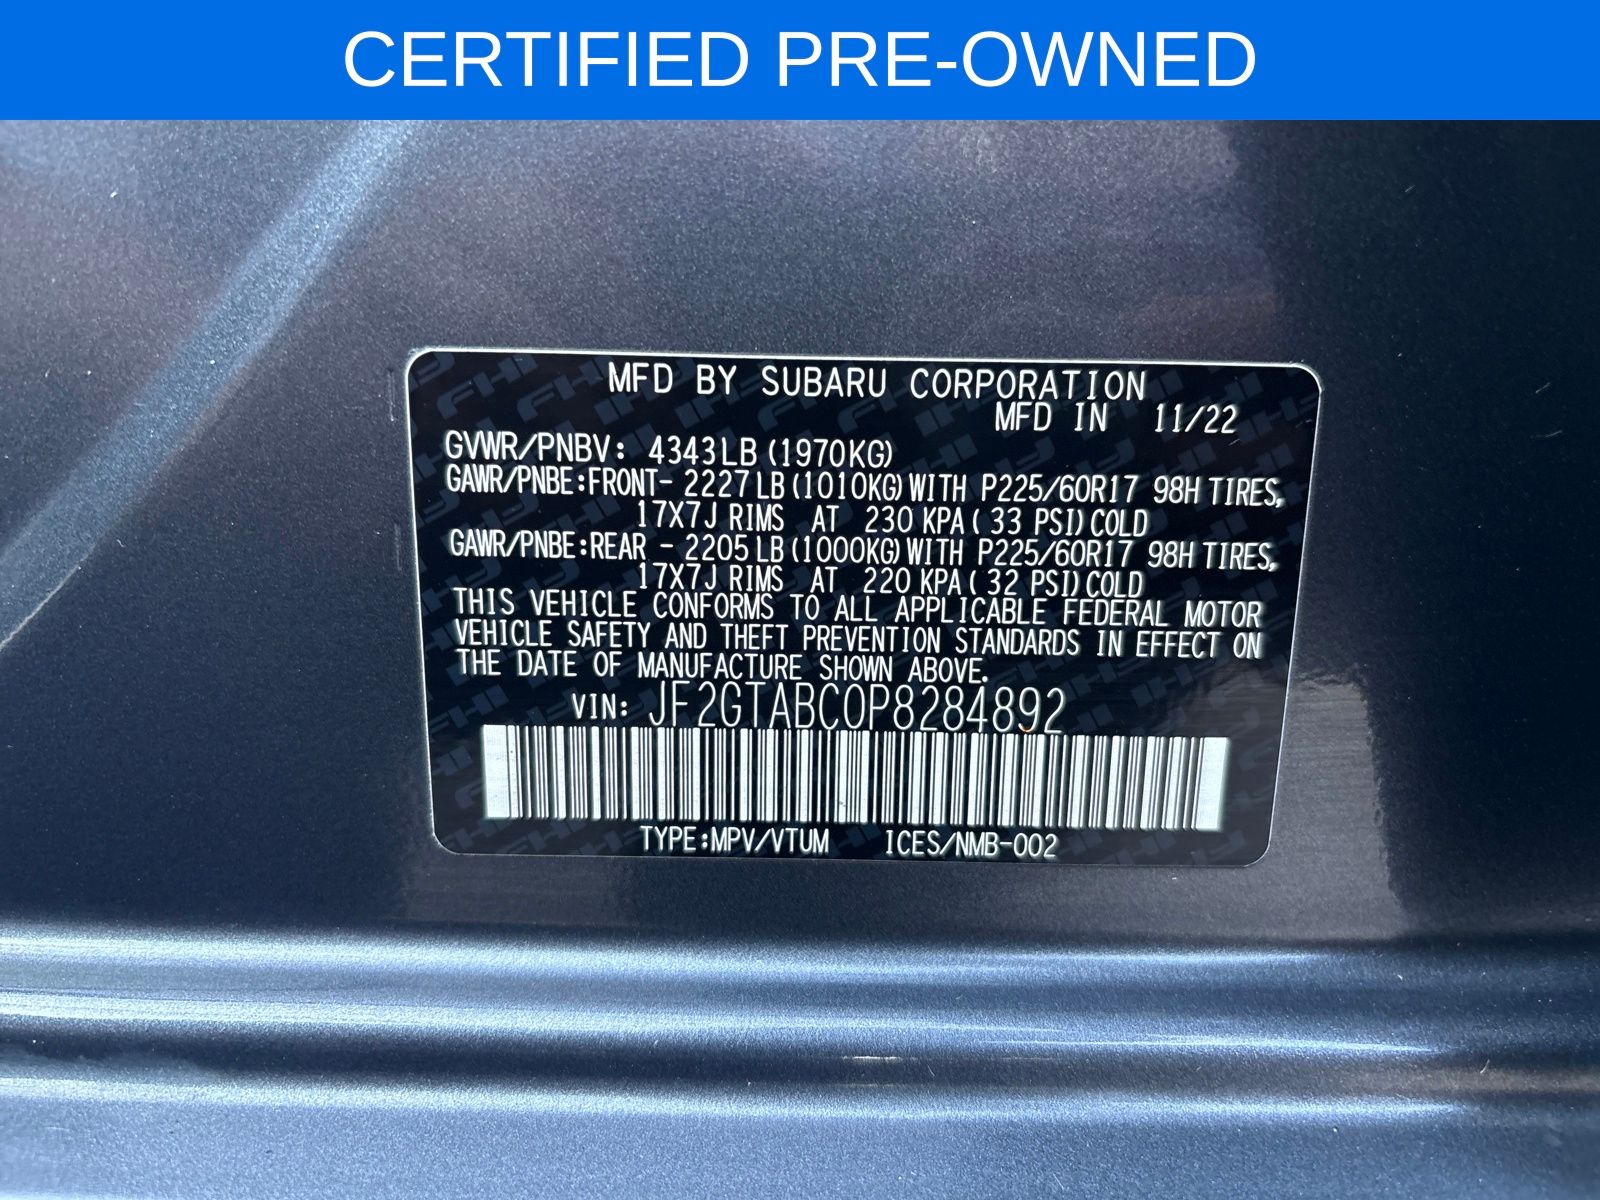 CERTIFIED PRE-OWNED
MFD BY SUBARU CORPORATION
MFD IN 11/22
GVWR/PNBV: 4343LB (1970KG)
GAWR/PNBE:FRONT- 2227LB (1010KG) WITH P225/60R17 98H TIRES,
17X7J RIMS AT 230 KPA ( 33 PSI) COLD
GAWR/PNBE:REAR - 2205LB (1000KG) WITH P225/60R17 98H TIRES,
17X7J RIMS AT 220 KPA ( 32 PSI) COLD
THIS VEHICLE CONFORMS TO ALL APPLICABLE FEDERAL MOTOR
VEHICLE SAFETY AND THEFT PREVENTION STANDARDS IN EFFECT ON
THE DATE OF MANUFACTURE SHOWN ABOVE.
VIN: JF2GTABC0P8284892
TYPE:MPV/VTUM ICES/NMB-002